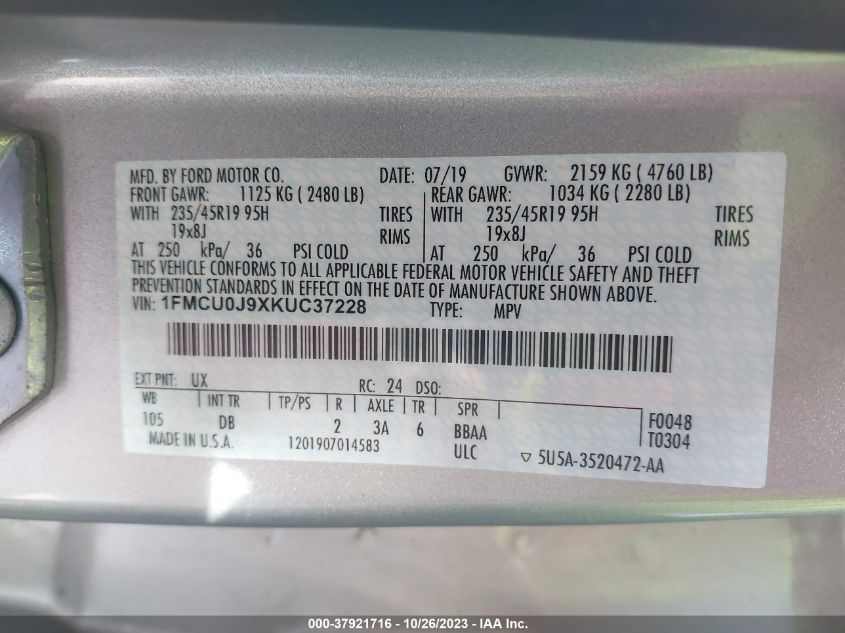 MFD. BY FORD MOTOR CO. DATE: 07/19 GVWR: 2159 KG ( 4760 LB)
FRONT GAWR: 1125 KG ( 2480 LB) REAR GAWR: 1034 KG ( 2280 LB)
WITH 235/45R19 95H TIRES WITH 235/45R19 95H TIRES
19x8J RIMS 19x8J RIMS
AT 250 kPa/ 36 PSI COLD AT 250 kPa/ 36 PSI COLD
THIS VEHICLE CONFORMS TO ALL APPLICABLE FEDERAL MOTOR VEHICLE SAFETY AND THEFT
PREVENTION STANDARDS IN EFFECT ON THE DATE OF MANUFACTURE SHOWN ABOVE.
VIN: 1FMCU0J9XKUC37228 TYPE: MPV
EXT PNT: UX RC: 24 DSO:
WB INT TR TP/PS R AXLE TR SPR
105 DB 2 3A 6 BBAA F0048
MADE IN U.S.A. 1201907014583 ULC T0304
5U5A-3520472-AA
000-37921716 - 10/26/2023 - IAA Inc.